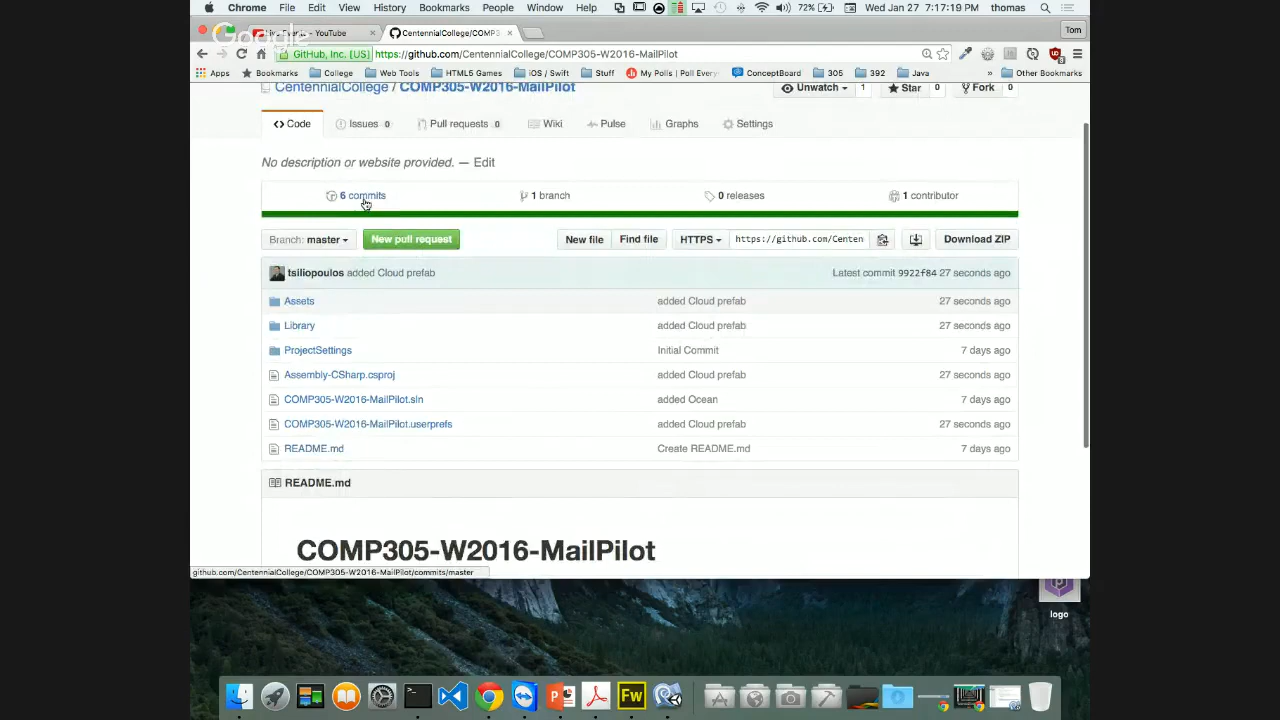 Chrome File Edit View History Bookmarks People Window Help 72% Wed Jan 27 7:17:19 PM thomas
Google
Live Events - YouTube CentennialCollege/COMP3 Tom
GitHub, Inc. [US] https://github.com/CentennialCollege/COMP305-W2016-MailPilot
Apps Bookmarks College Web Tools HTML5 Games iOS / Swift Stuff My Polls | Poll Every ConceptBoard 305 392 Java » Other Bookmarks
CentennialCollege / COMP305-W2016-MailPilot Unwatch 1 Star 0 Fork 0
Code Issues 0 Pull requests 0 Wiki Pulse Graphs Settings
No description or website provided. — Edit
6 commits 1 branch 0 releases 1 contributor
Branch: master New pull request New file Find file HTTPS https://github.com/Centen Download ZIP
tsiliopoulos added Cloud prefab Latest commit 9922f84 27 seconds ago
Assets added Cloud prefab 27 seconds ago
Library added Cloud prefab 27 seconds ago
ProjectSettings Initial Commit 7 days ago
Assembly-CSharp.csproj added Cloud prefab 27 seconds ago
COMP305-W2016-MailPilot.sln added Ocean 7 days ago
COMP305-W2016-MailPilot.userprefs added Cloud prefab 27 seconds ago
README.md Create README.md 7 days ago
README.md
COMP305-W2016-MailPilot
github.com/CentennialCollege/COMP305-W2016-MailPilot/commits/master
logo
Fw